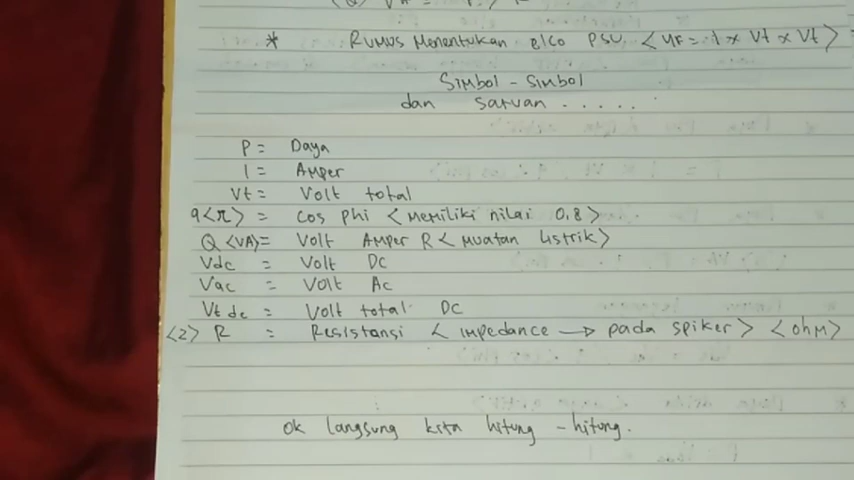 * Rumus Menentukan elco PSU <UF = I x Vt x Vt>
Simbol - Simbol
dan satuan . . . . . .
P = Daya
I = Amper
Vt = Volt total
q<π> = cos phi <Memiliki nilai 0,8>
Q <VA> = Volt Amper R <Muatan Listrik>
Vdc = Volt DC
Vac = Volt Ac
Vt dc = Volt total DC
<z> R = Resistansi <impedance → pada spiker> <ohM>
ok langsung kita hitung - hitung.